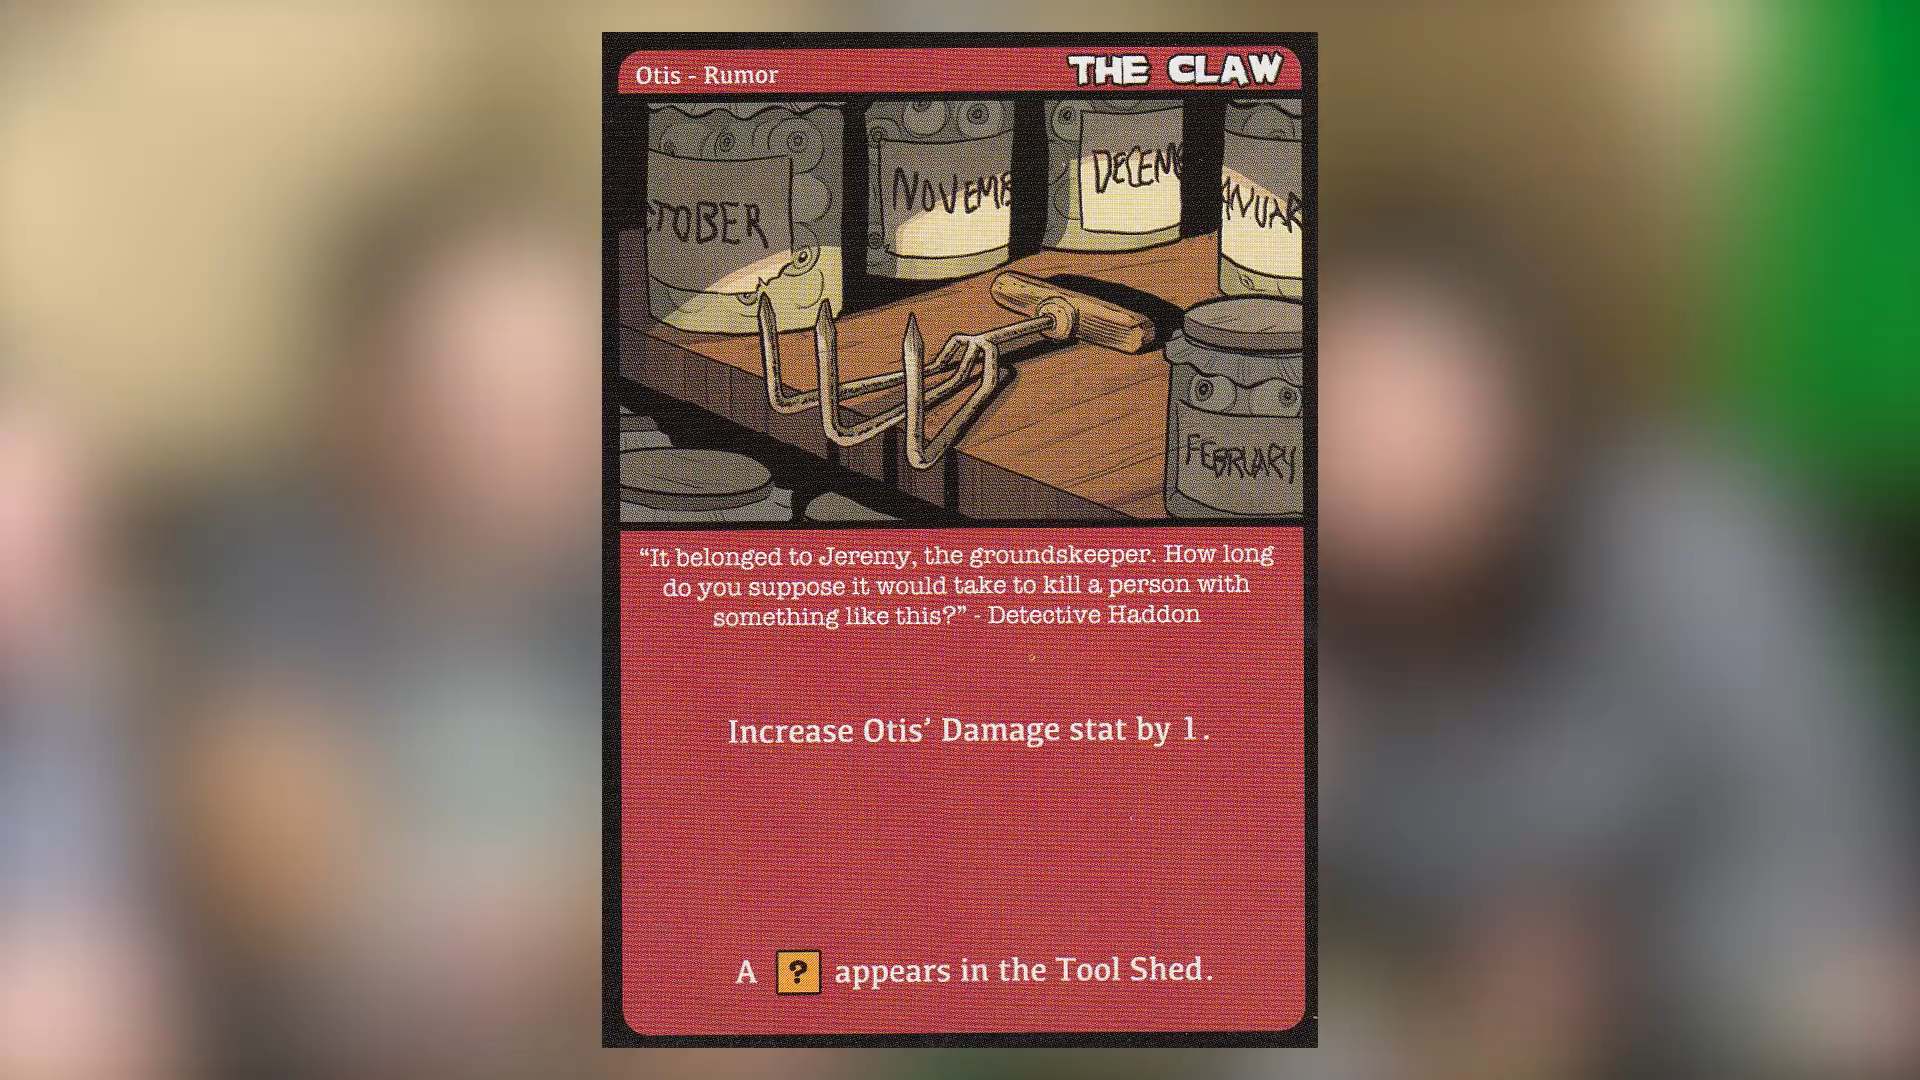 Otis - Rumor
THE CLAW
CTOBER
NOVEMB
DECEM
ANUAR
FEBRUARY
“It belonged to Jeremy, the groundskeeper. How long
do you suppose it would take to kill a person with
something like this?” - Detective Haddon
Increase Otis’ Damage stat by 1.
A ? appears in the Tool Shed.